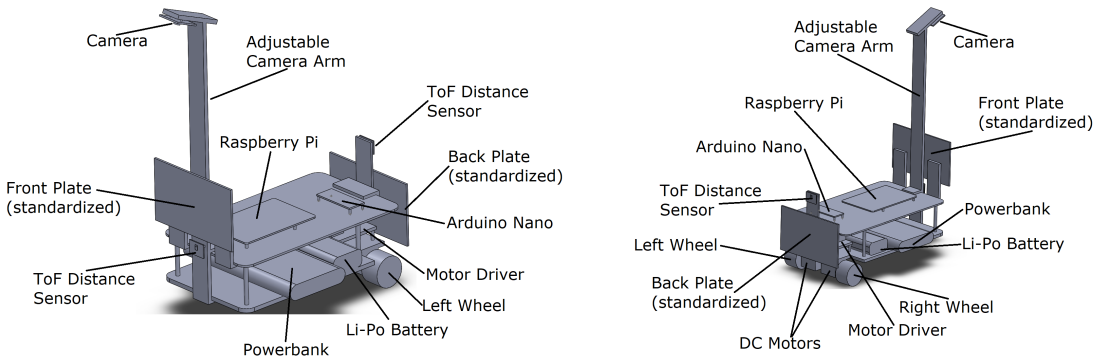 Camera
Adjustable
Camera Arm
ToF Distance
Sensor
Raspberry Pi
Back Plate
(standardized)
Front Plate
(standardized)
Arduino Nano
ToF Distance
Sensor
Motor Driver
Left Wheel
Li-Po Battery
Powerbank
Adjustable
Camera Arm
Camera
Raspberry Pi
Front Plate
(standardized)
Arduino Nano
ToF Distance
Sensor
Powerbank
Left Wheel
Li-Po Battery
Back Plate
(standardized)
Right Wheel
Motor Driver
DC Motors